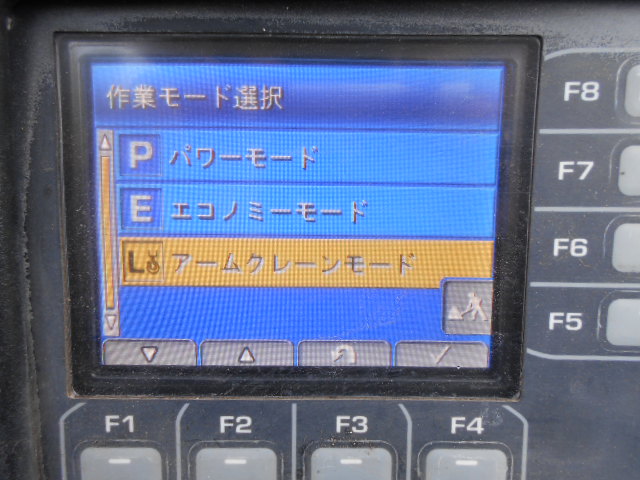 作業モード選択
P パワーモード
E エコノミーモード
L アームクレーンモード
F8
F7
F6
F5
F1 F2 F3 F4